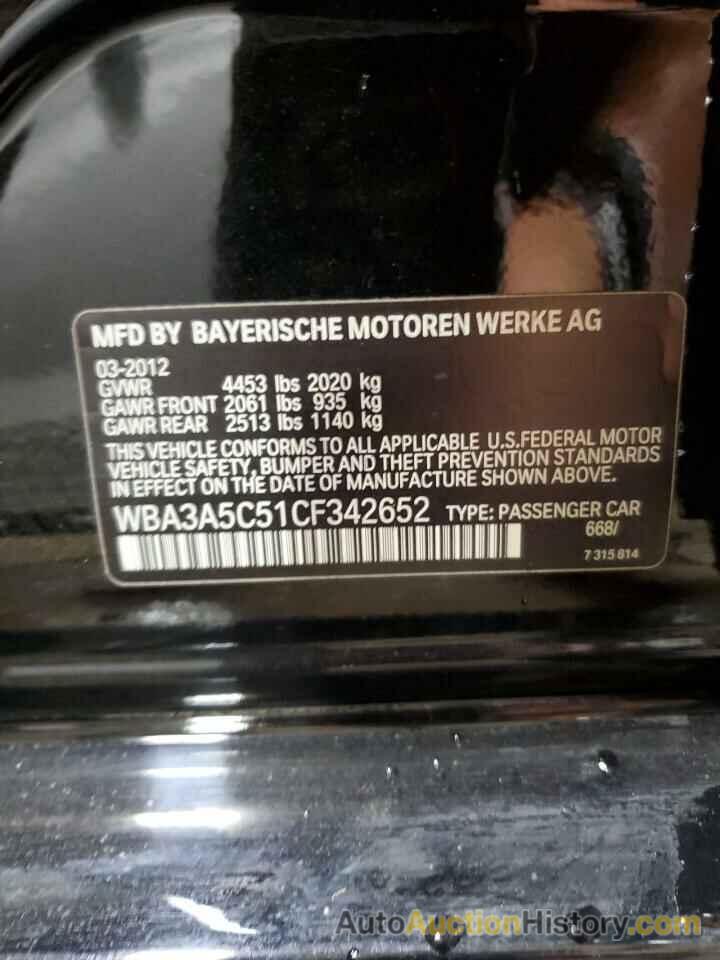 MFD BY BAYERISCHE MOTOREN WERKE AG
03-2012
GVWR 4453 lbs 2020 kg
GAWR FRONT 2061 lbs 935 kg
GAWR REAR 2513 lbs 1140 kg
THIS VEHICLE CONFORMS TO ALL APPLICABLE U.S.FEDERAL MOTOR
VEHICLE SAFETY, BUMPER AND THEFT PREVENTION STANDARDS
IN EFFECT ON THE DATE OF MANUFACTURE SHOWN ABOVE.
WBA3A5C51CF342652 TYPE: PASSENGER CAR
668/
7 315 814
AutoAuctionHistory.com